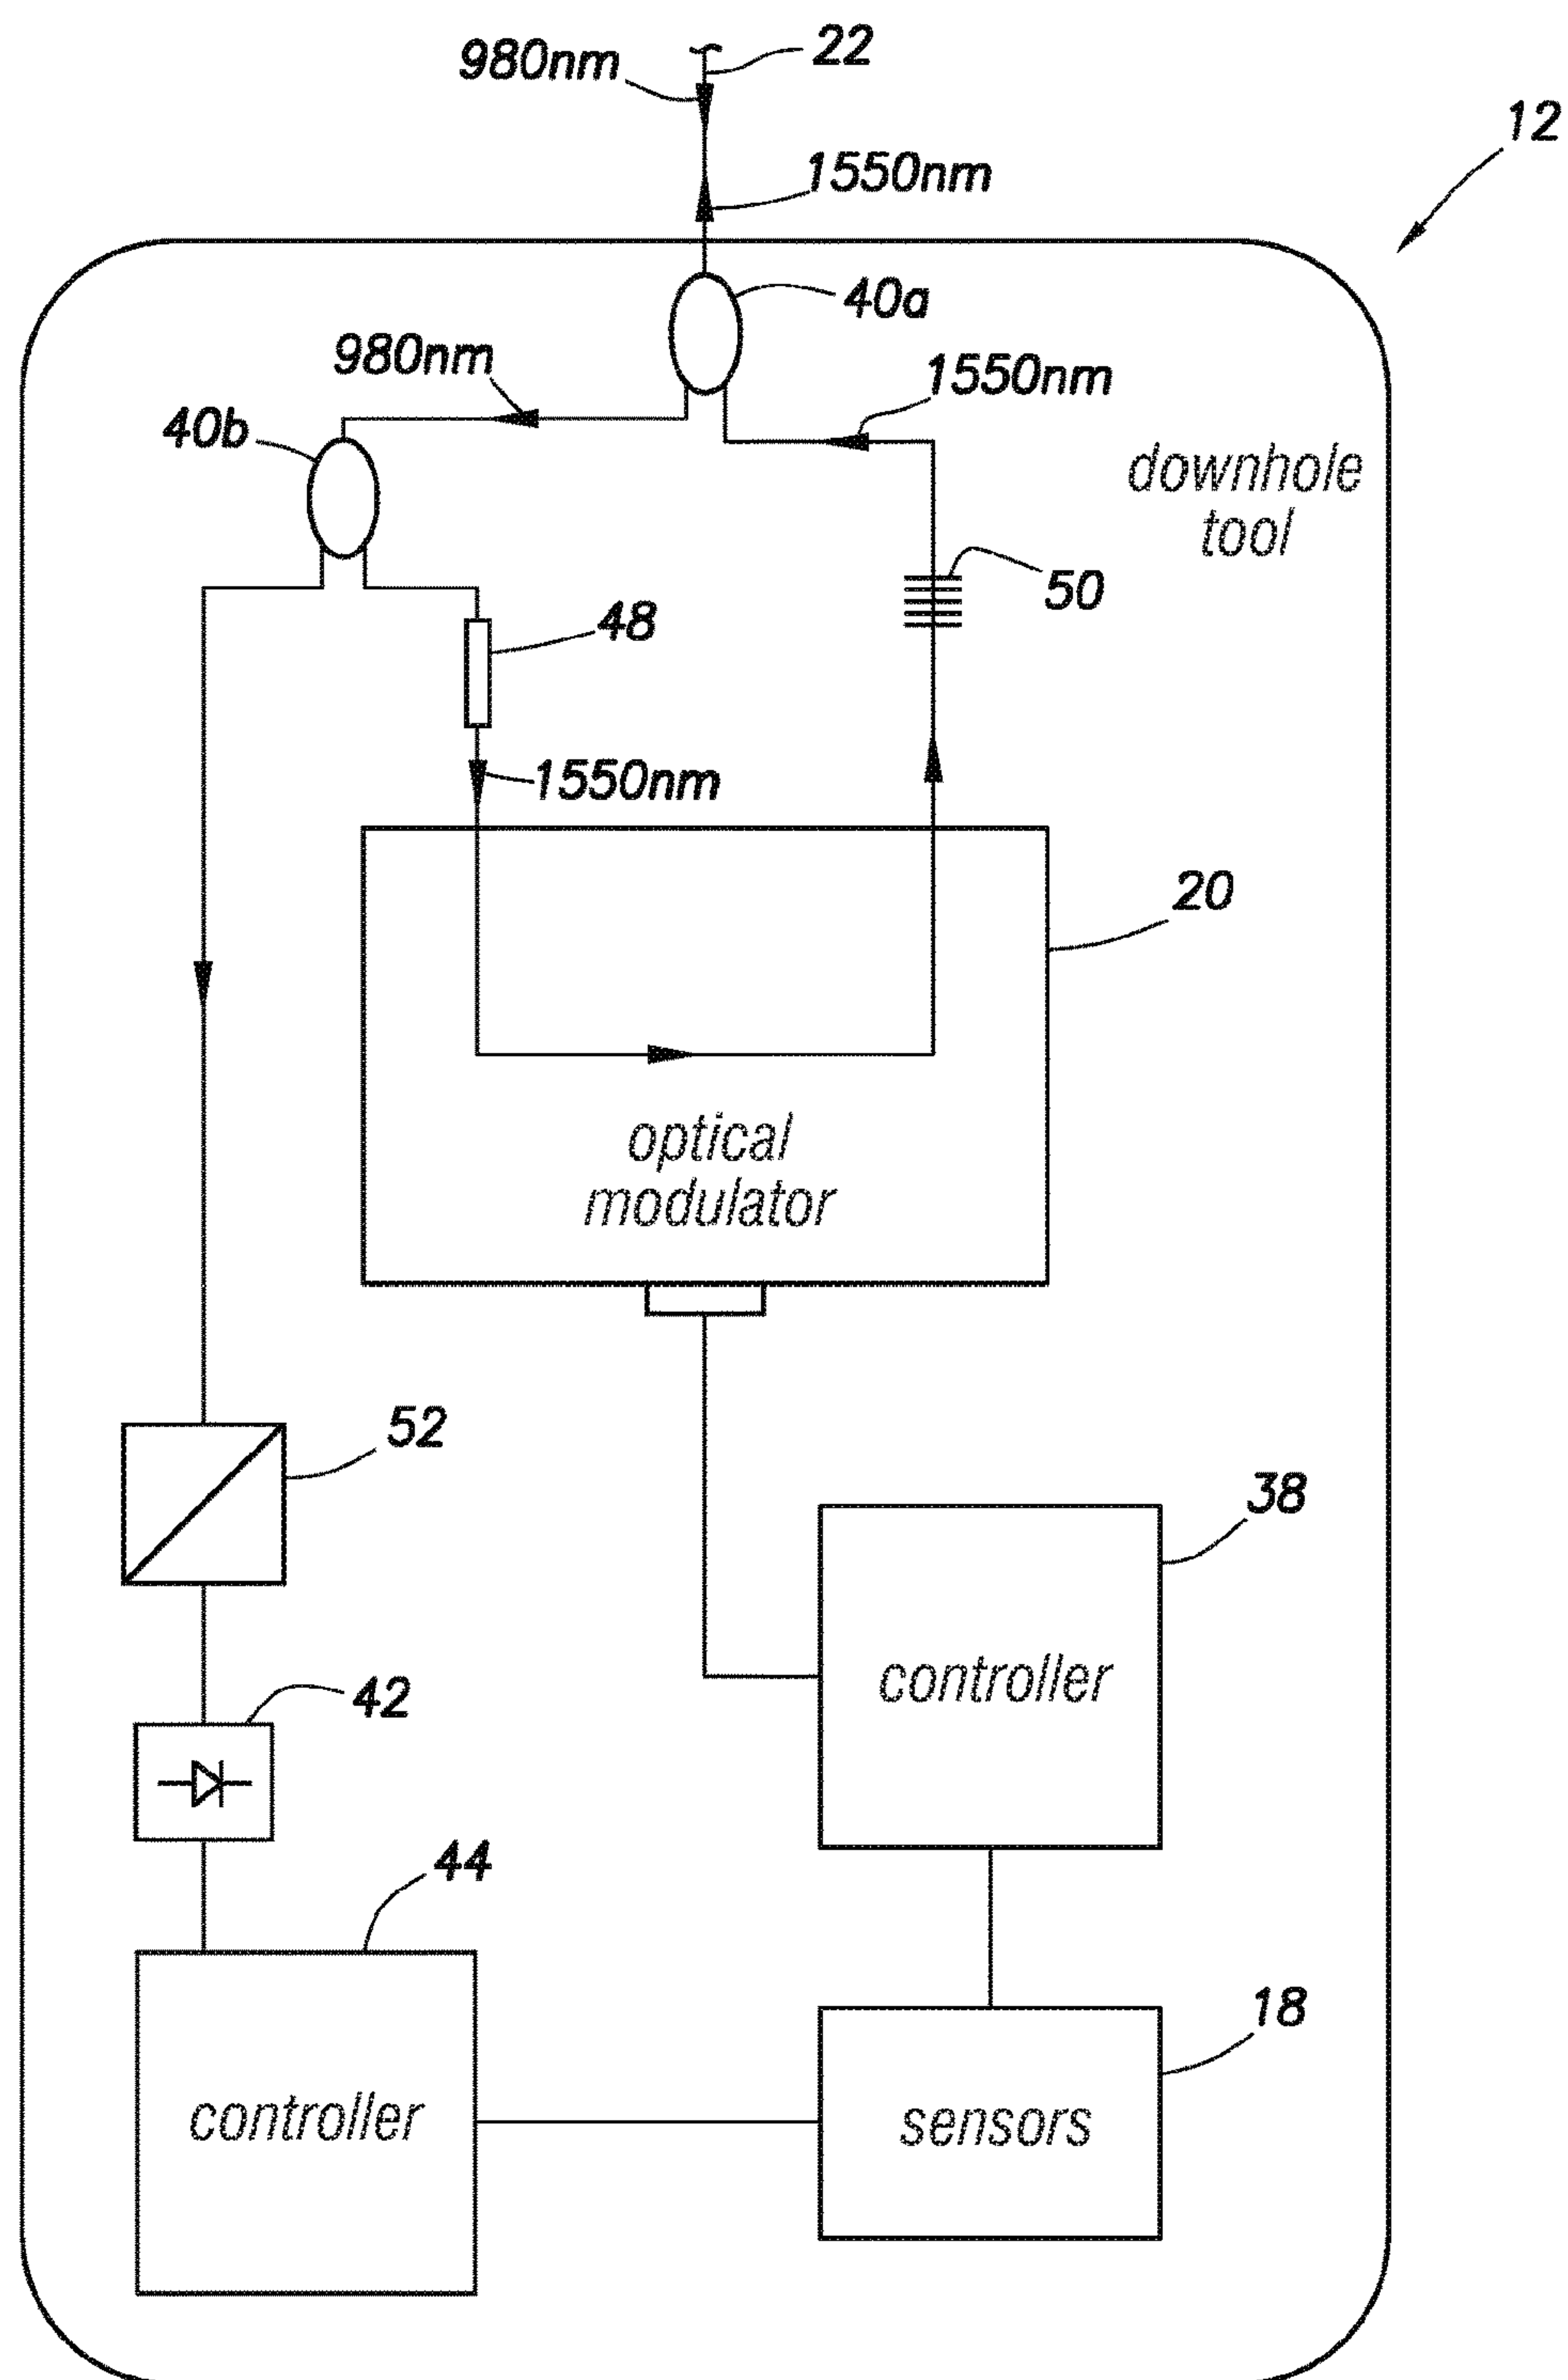 22
980nm
12
1550nm
40a
980nm
1550nm
40b
downhole
tool
50
48
1550nm
20
optical
modulator
52
38
controller
42
44
18
controller
sensors